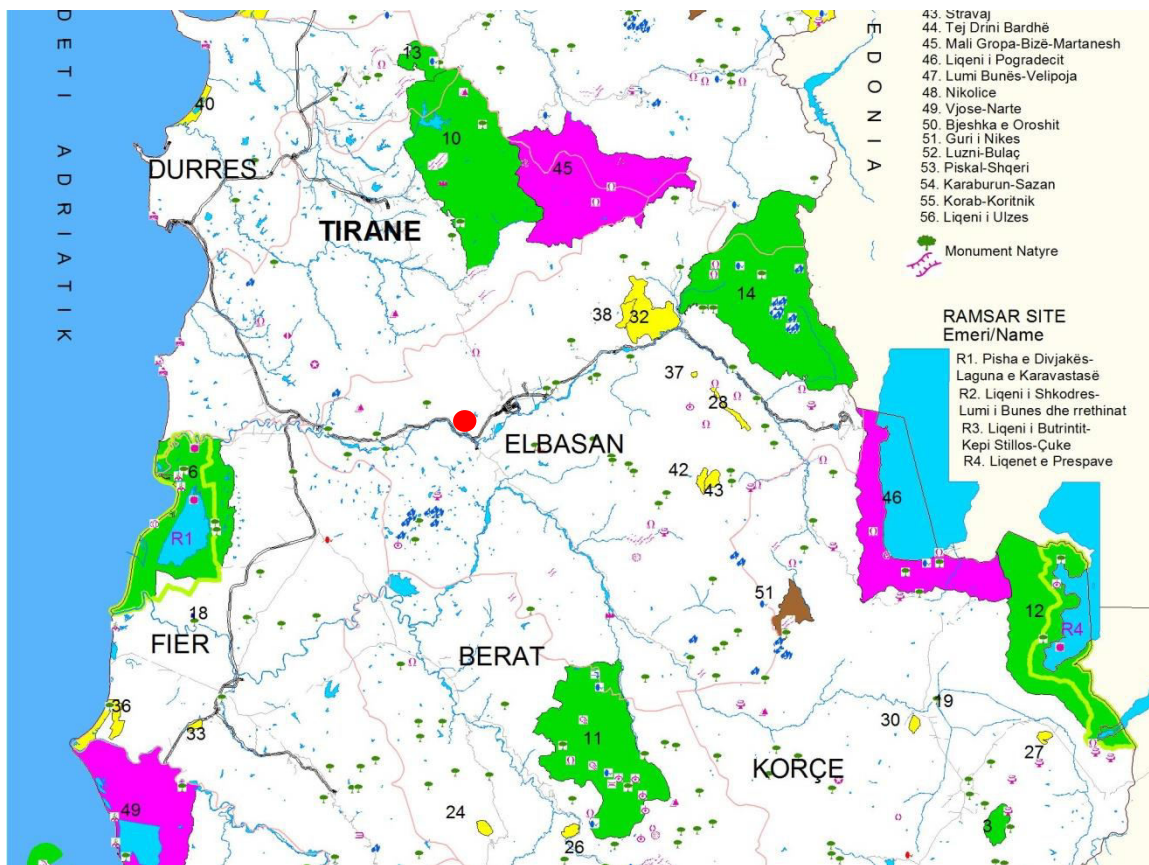 DETI ADRIATIK
EDONIA
43. Stravaj
44. Tej Drini Bardhë
45. Mali Gropa-Bizë-Martanesh
46. Liqeni i Pogradecit
47. Lumi Bunës-Velipoja
48. Nikolice
49. Vjose-Narte
50. Bjeshka e Oroshit
51. Guri i Nikes
52. Luzni-Bulaç
53. Piskal-Shqeri
54. Karaburun-Sazan
55. Korab-Koritnik
56. Liqeni i Ulzes
Monument Natyre
RAMSAR SITE
Emeri/Name
R1. Pisha e Divjakës-
Laguna e Karavastasë
R2. Liqeni i Shkodres-
Lumi i Bunes dhe rrethinat
R3. Liqeni i Butrintit-
Kepi Stillos-Çuke
R4. Liqenet e Prespave
13
40
10
45
DURRES
TIRANE
14
38
32
37
28
ELBASAN
42
43
6
46
R1
51
12
R4
18
FIER
BERAT
36
33
11
30
19
27
KORÇE
49
24
26
3